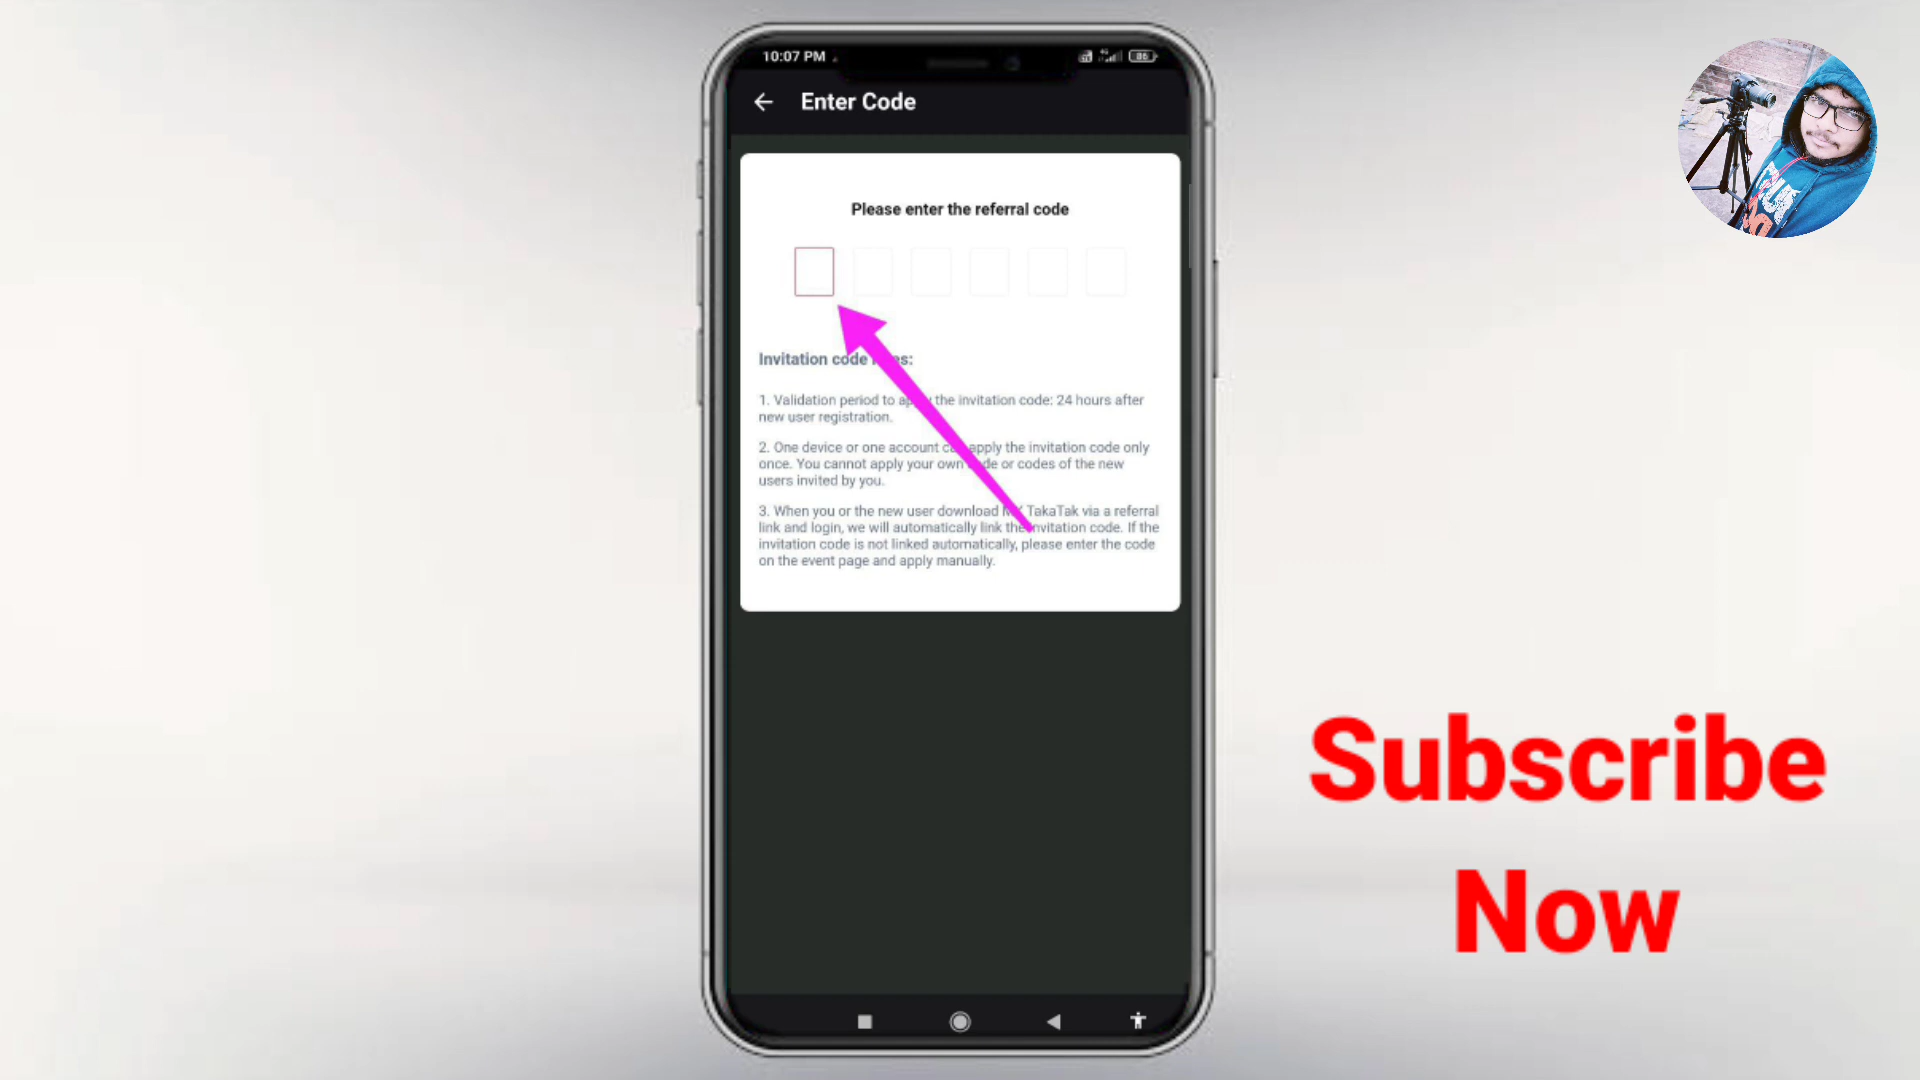 10:07 PM
86
Enter Code
Please enter the referral code
Invitation code
1. Validation period to the invitation code: 24 hours after
new user registration.
2. One device or one account apply the invitation code only
once. You cannot apply your own or codes of the new
users invited by you.
3. When you or the new user download TakaTak via a referral
link and login, we will automatically link the invitation code. If the
invitation code is not linked automatically, please enter the code
on the event page and apply manually.
Subscribe
Now